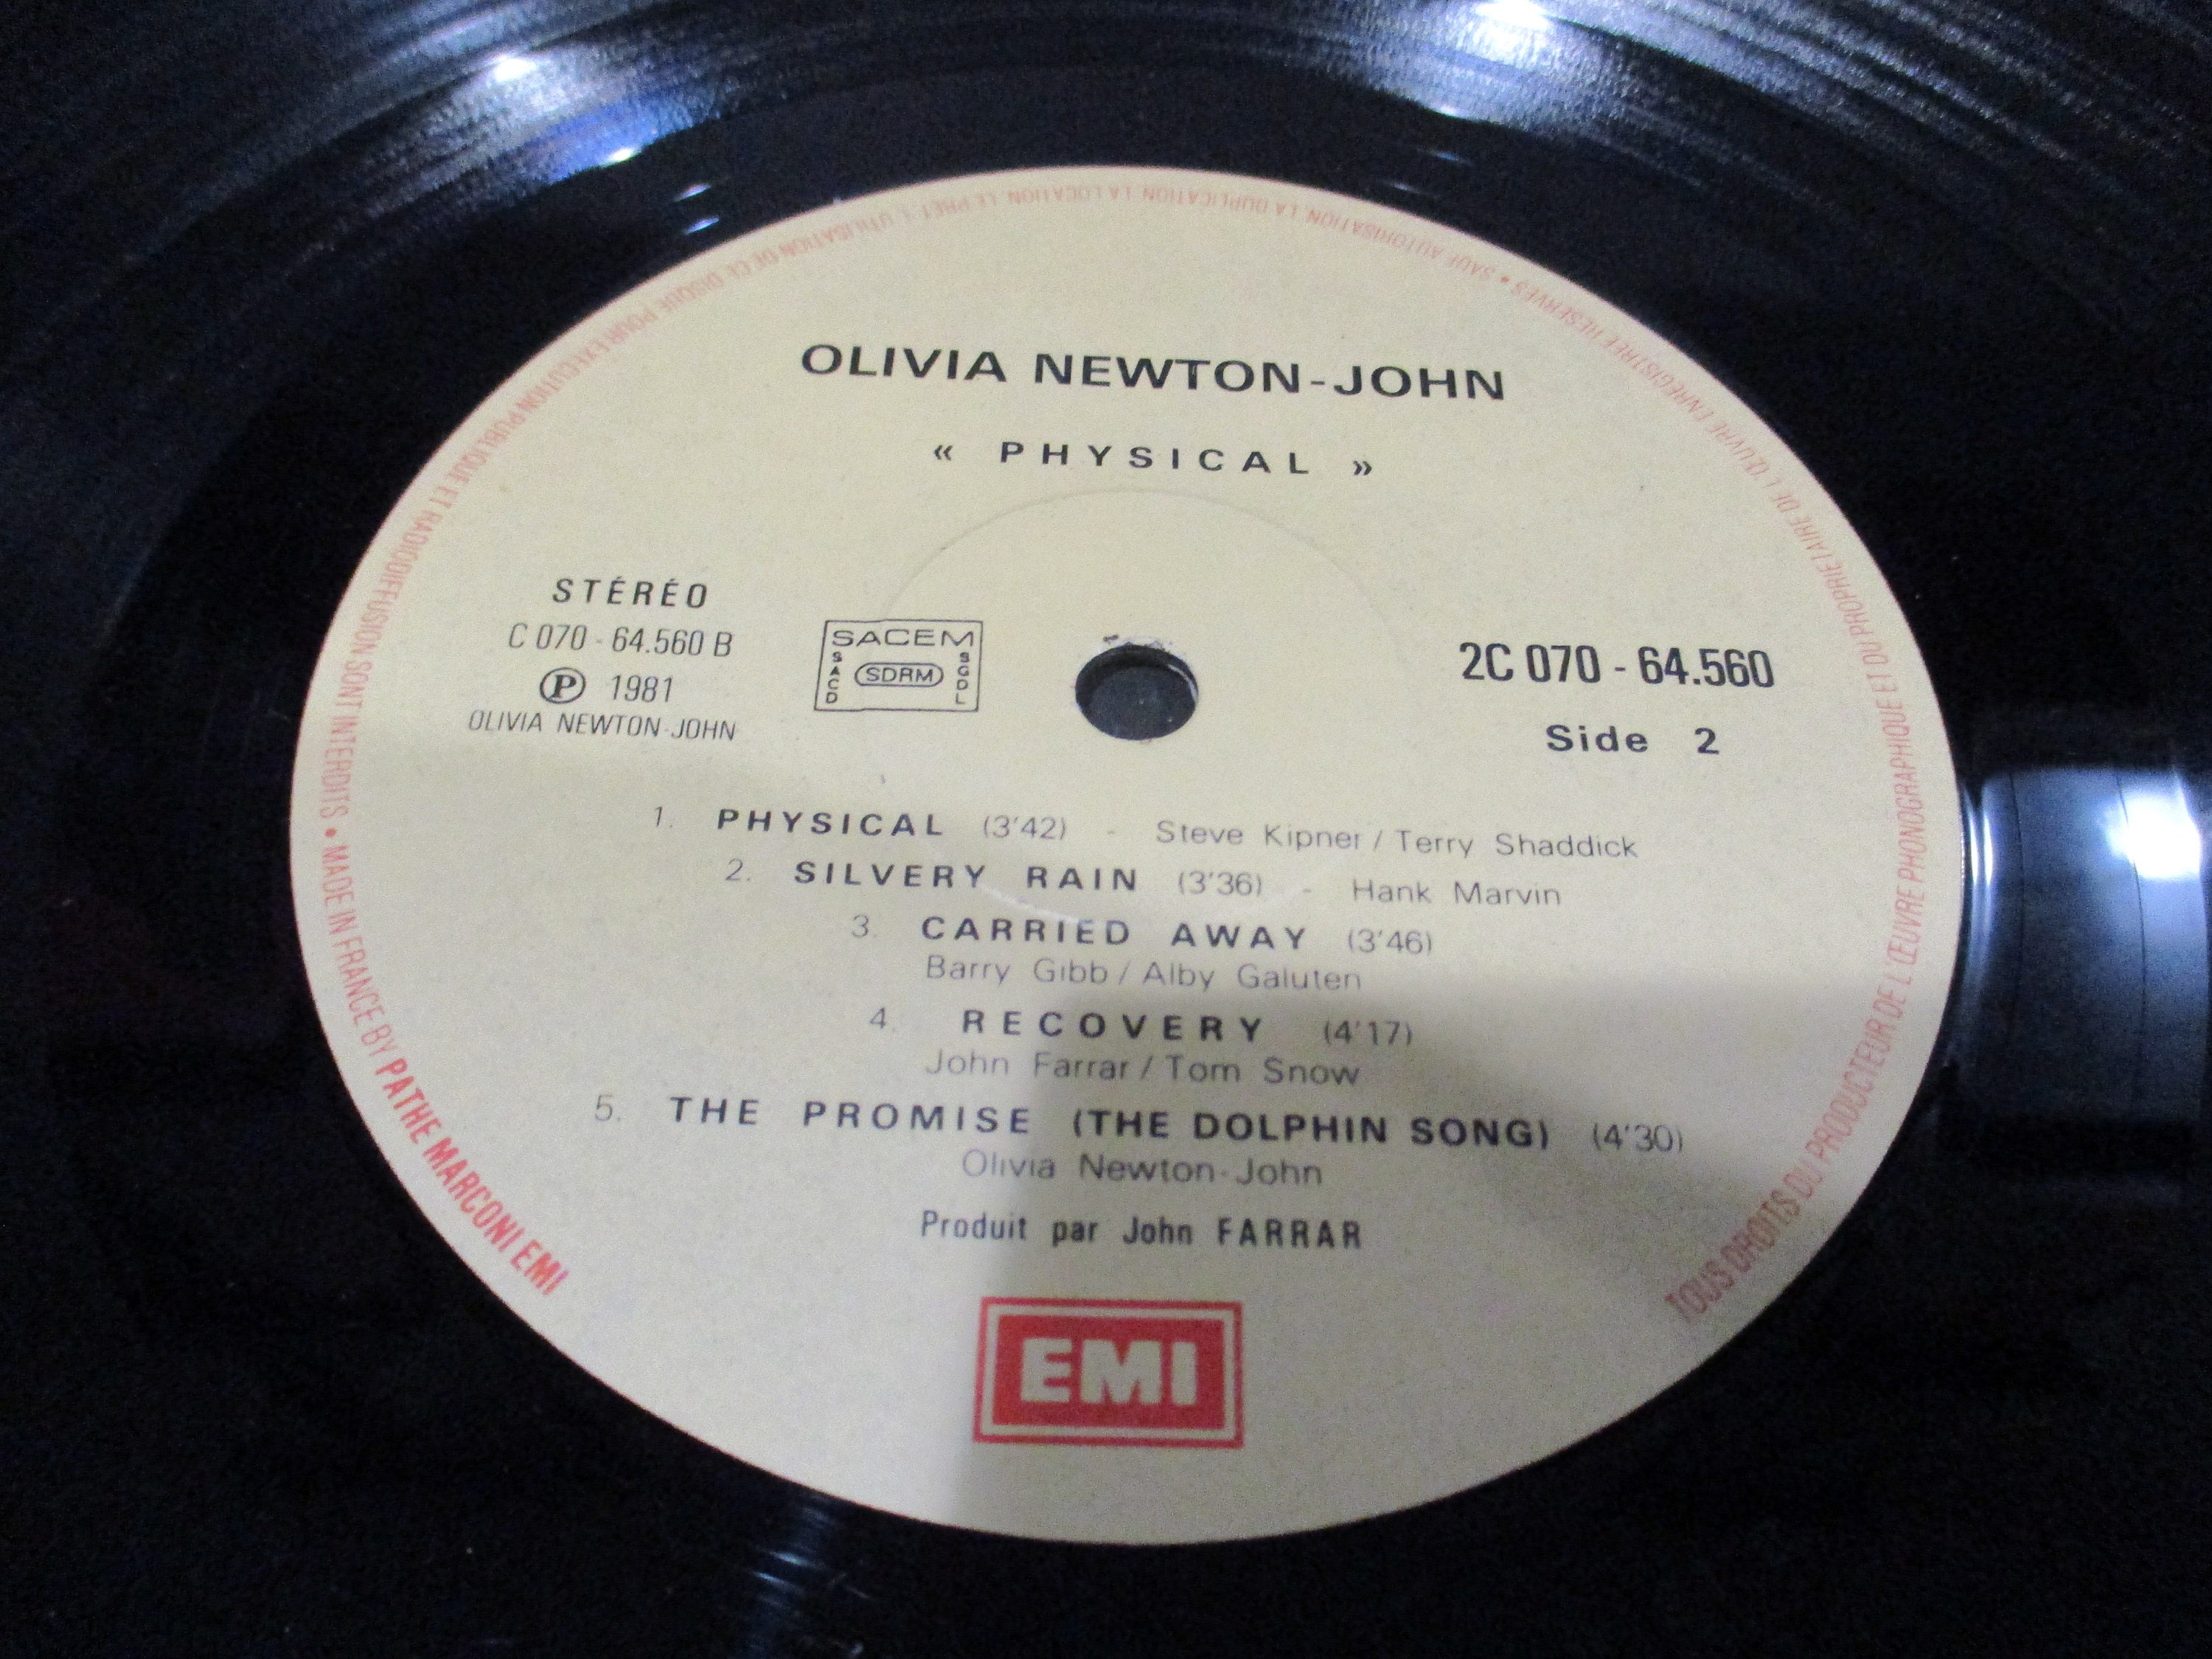 OLIVIA NEWTON-JOHN
« PHYSICAL »
STÉRÉO
C 070 - 64.560 B
Ⓟ 1981
OLIVIA NEWTON-JOHN
SACEM
SACD
SDRM
SGDL
2C 070 - 64.560
Side 2
1. PHYSICAL (3'42) - Steve Kipner / Terry Shaddick
2. SILVERY RAIN (3'36) - Hank Marvin
3. CARRIED AWAY (3'46)
Barry Gibb / Alby Galuten
4. RECOVERY (4'17)
John Farrar / Tom Snow
5. THE PROMISE (THE DOLPHIN SONG) (4'30)
Olivia Newton-John
Produit par John FARRAR
EMI
TOUS DROITS DU PRODUCTEUR DE L'ŒUVRE PHONOGRAPHIQUE ET DU PROPRIETAIRE DE L'ŒUVRE ENREGISTREE RESERVES • SAUF AUTORISATION LA DUPLICATION, LA LOCATION, LE PRET, L'UTILISATION DE CE DISQUE POUR EXECUTION PUBLIQUE ET RADIODIFFUSION SONT INTERDITS • MADE IN FRANCE BY PATHE MARCONI EMI